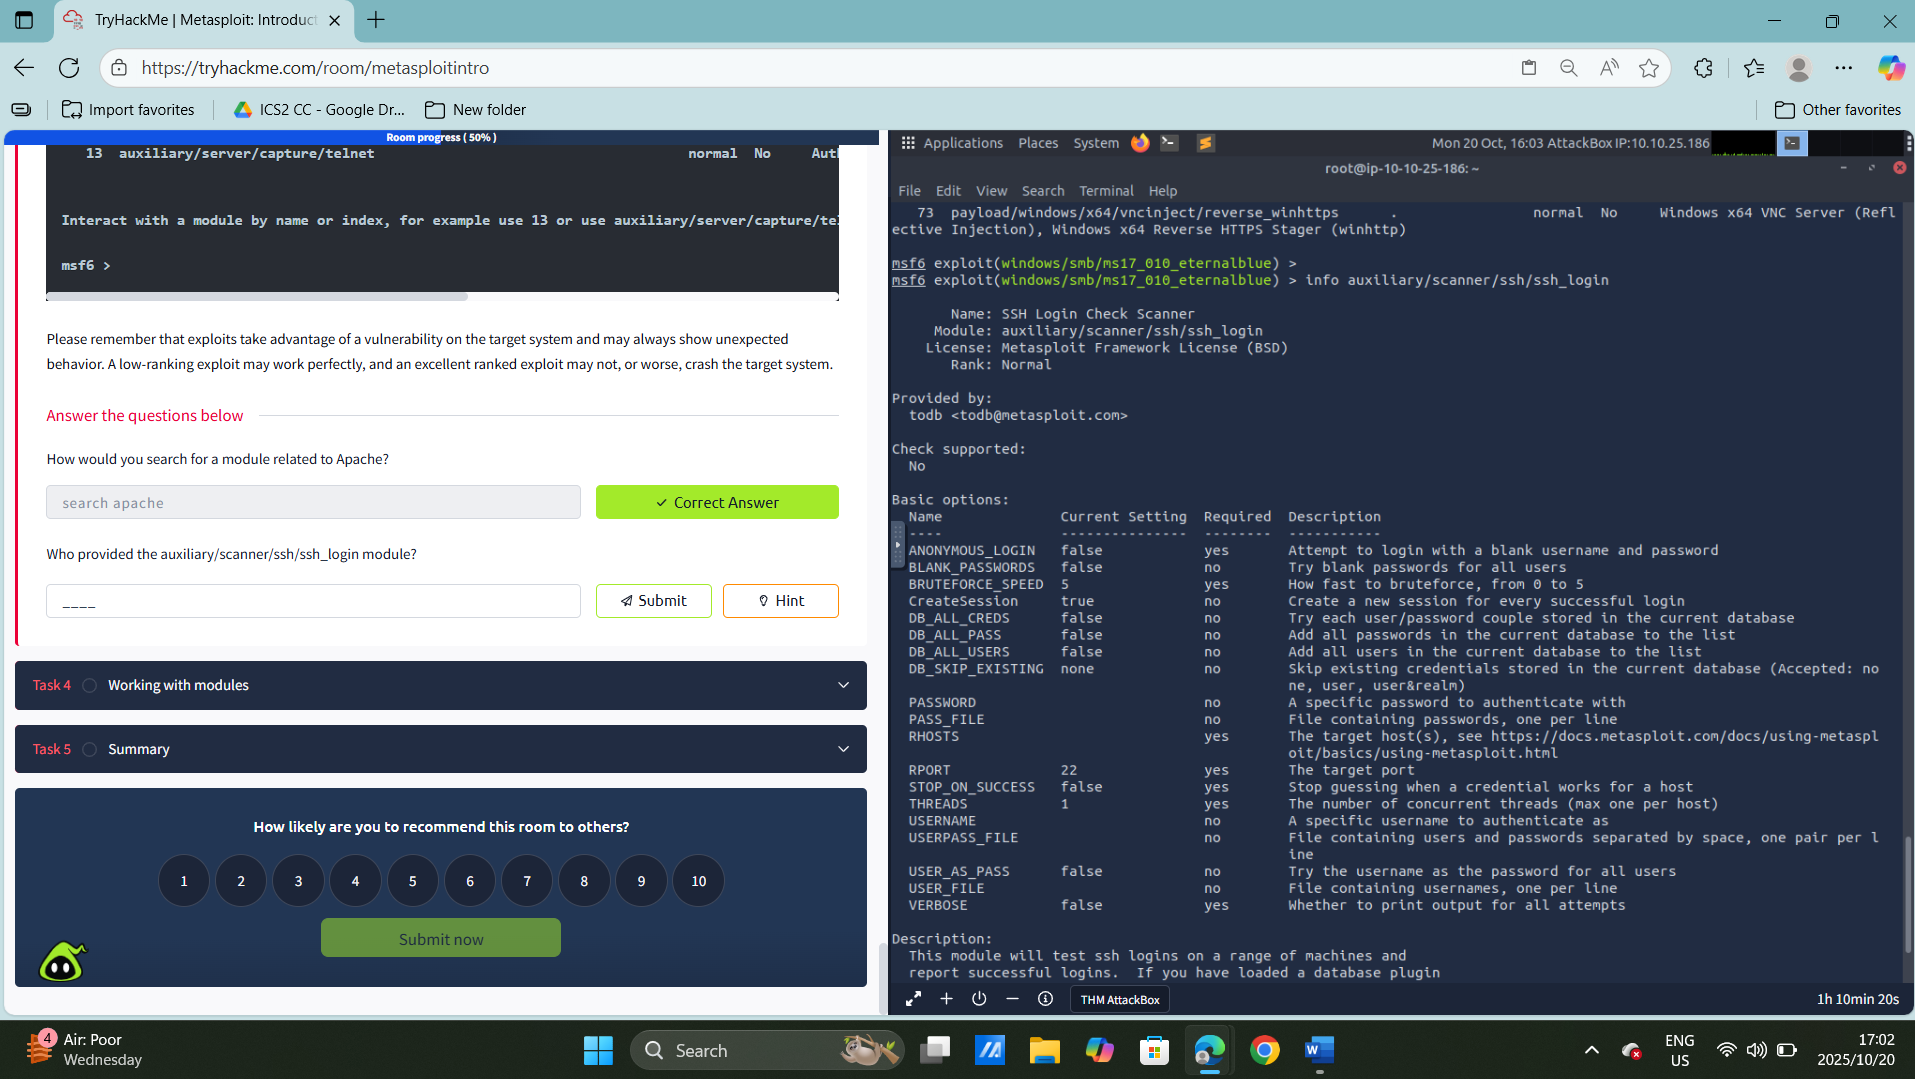 TryHackMe | Metasploit: Introduct
https://tryhackme.com/room/metasploitintro
Import favorites
ICS2 CC - Google Dr...
New folder
Other favorites
Room progress ( 50% )
13 auxiliary/server/capture/telnet normal No Aut
Interact with a module by name or index, for example use 13 or use auxiliary/server/capture/tel
msf6 >
Please remember that exploits take advantage of a vulnerability on the target system and may always show unexpected
behavior. A low-ranking exploit may work perfectly, and an excellent ranked exploit may not, or worse, crash the target system.
Answer the questions below
How would you search for a module related to Apache?
search apache
✓ Correct Answer
Who provided the auxiliary/scanner/ssh/ssh_login module?
____
Submit
Hint
Task 4 Working with modules
Task 5 Summary
How likely are you to recommend this room to others?
1 2 3 4 5 6 7 8 9 10
Submit now
Applications Places System
Mon 20 Oct, 16:03 AttackBox IP:10.10.25.186
root@ip-10-10-25-186: ~
File Edit View Search Terminal Help
73 payload/windows/x64/vncinject/reverse_winhttps . normal No Windows x64 VNC Server (Refl
ective Injection), Windows x64 Reverse HTTPS Stager (winhttp)
msf6 exploit(windows/smb/ms17_010_eternalblue) >
msf6 exploit(windows/smb/ms17_010_eternalblue) > info auxiliary/scanner/ssh/ssh_login
Name: SSH Login Check Scanner
Module: auxiliary/scanner/ssh/ssh_login
License: Metasploit Framework License (BSD)
Rank: Normal
Provided by:
todb <todb@metasploit.com>
Check supported:
No
Basic options:
Name Current Setting Required Description
---- --------------- -------- -----------
ANONYMOUS_LOGIN false yes Attempt to login with a blank username and password
BLANK_PASSWORDS false no Try blank passwords for all users
BRUTEFORCE_SPEED 5 yes How fast to bruteforce, from 0 to 5
CreateSession true no Create a new session for every successful login
DB_ALL_CREDS false no Try each user/password couple stored in the current database
DB_ALL_PASS false no Add all passwords in the current database to the list
DB_ALL_USERS false no Add all users in the current database to the list
DB_SKIP_EXISTING none no Skip existing credentials stored in the current database (Accepted: no
ne, user, user&realm)
PASSWORD no A specific password to authenticate with
PASS_FILE no File containing passwords, one per line
RHOSTS yes The target host(s), see https://docs.metasploit.com/docs/using-metaspl
oit/basics/using-metasploit.html
RPORT 22 yes The target port
STOP_ON_SUCCESS false yes Stop guessing when a credential works for a host
THREADS 1 yes The number of concurrent threads (max one per host)
USERNAME no A specific username to authenticate as
USERPASS_FILE no File containing users and passwords separated by space, one pair per l
ine
USER_AS_PASS false no Try the username as the password for all users
USER_FILE no File containing usernames, one per line
VERBOSE false yes Whether to print output for all attempts
Description:
This module will test ssh logins on a range of machines and
report successful logins. If you have loaded a database plugin
THM AttackBox
1h 10min 20s
4
Air: Poor
Wednesday
Search
ENG
US
17:02
2025/10/20